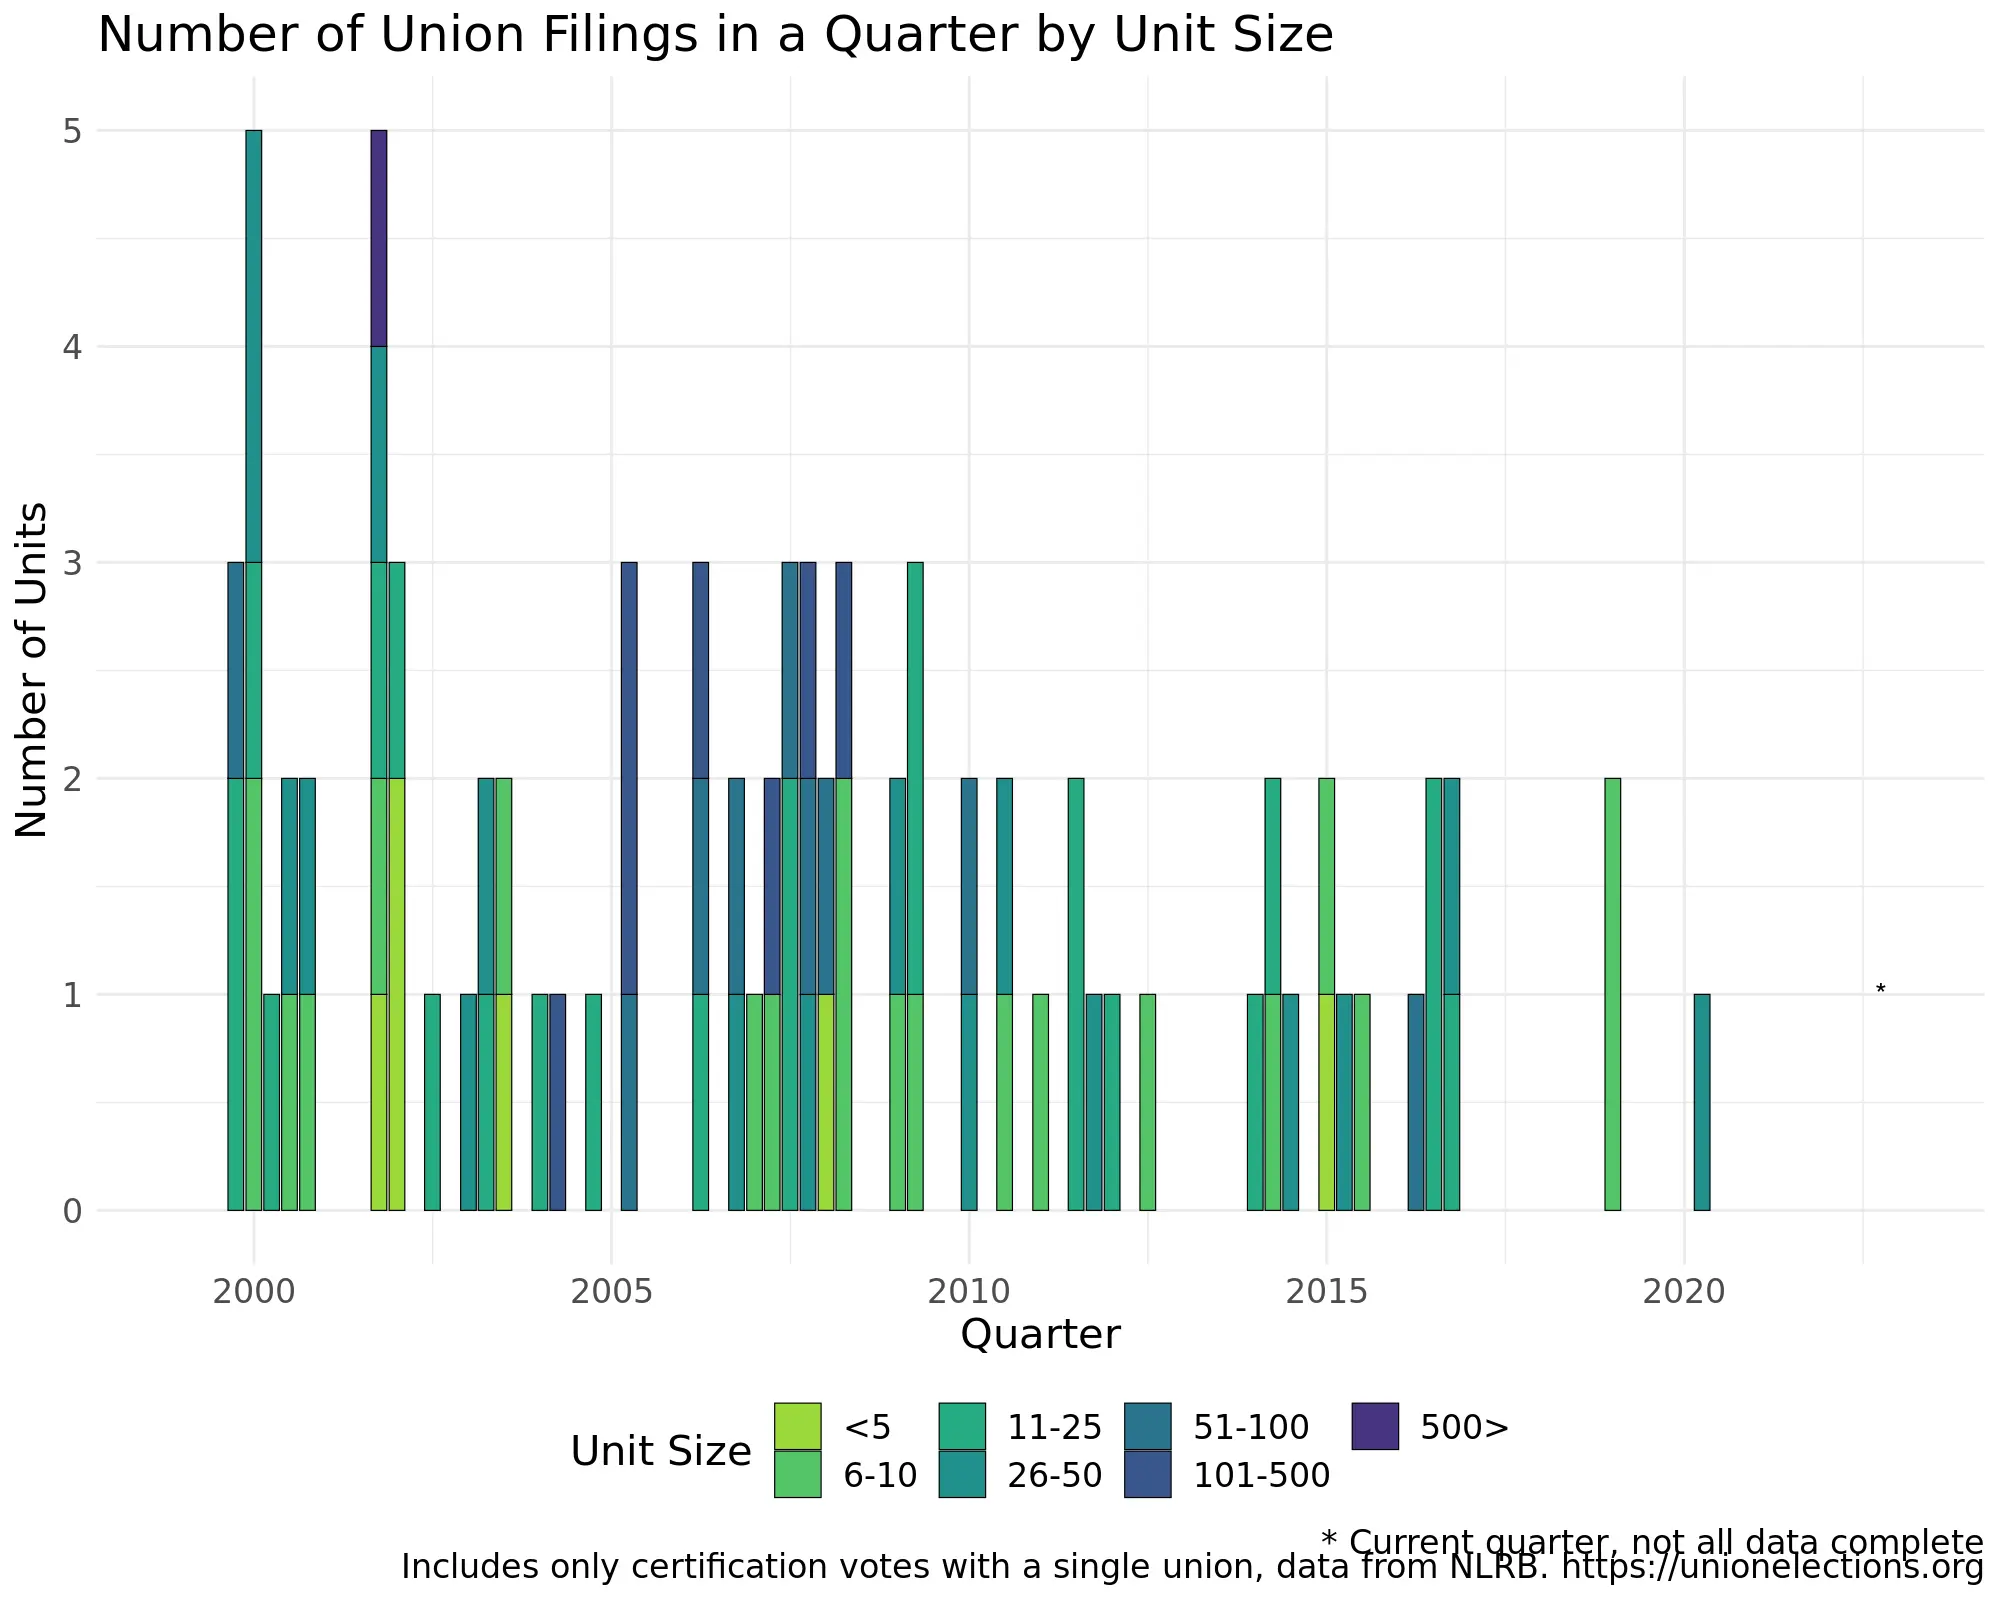 Number of Union Filings in a Quarter by Unit Size
Number of Units
5
4
3
2
1
0
*
2000 2005 2010 2015 2020
Quarter
Unit Size
<5 11-25 51-100 500>
6-10 26-50 101-500
* Current quarter, not all data complete
Includes only certification votes with a single union, data from NLRB. https://unionelections.org